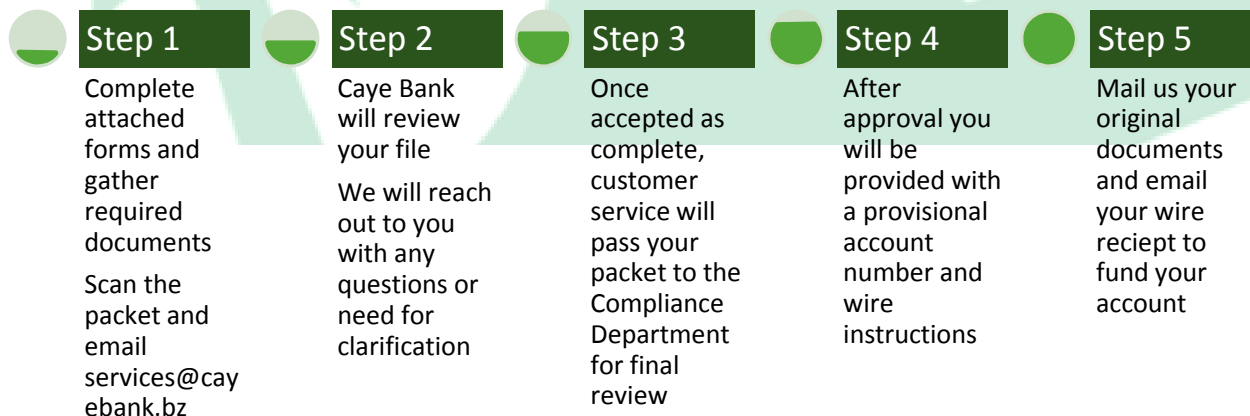 Step 1
Complete
attached
forms and
gather
required
documents
Scan the
packet and
email
services@cay
ebank.bz
Step 2
Caye Bank
will review
your file
We will reach
out to you
with any
questions or
need for
clarification
Step 3
Once
accepted as
complete,
customer
service will
pass your
packet to the
Compliance
Department
for final
review
Step 4
After
approval you
will be
provided with
a provisional
account
number and
wire
instructions
Step 5
Mail us your
original
documents
and email
your wire
reciept to
fund your
account